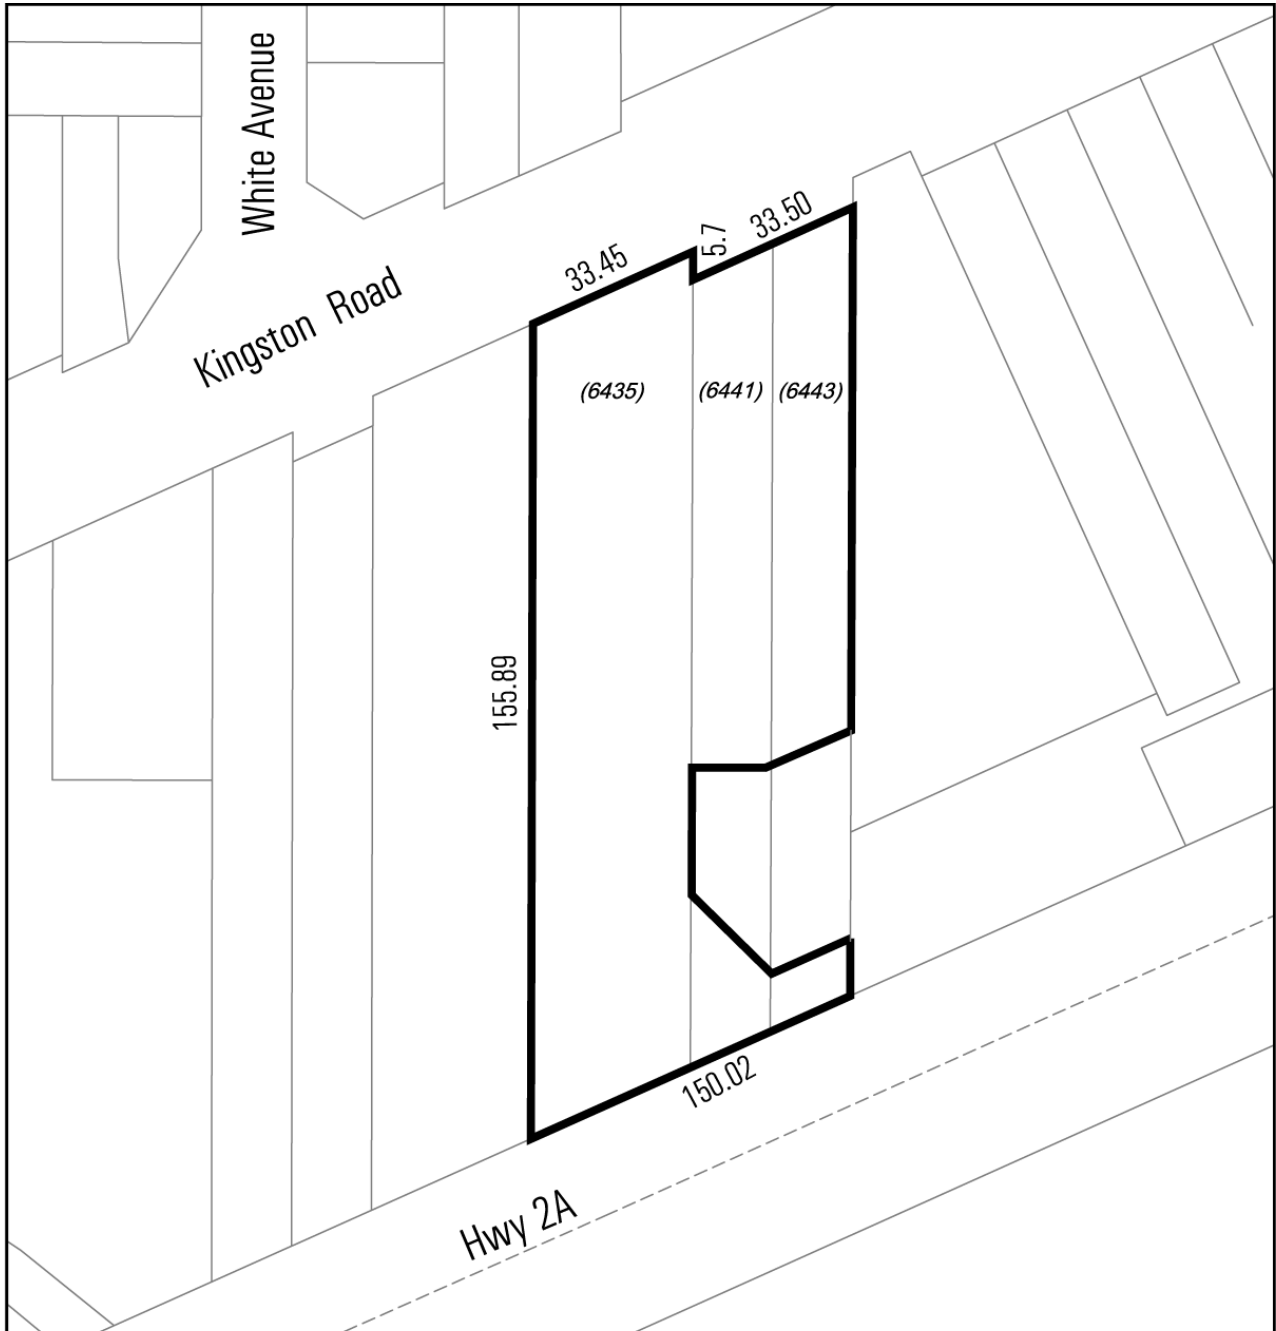 White Avenue
Kingston Road
33.45
5.7
33.50
(6435)
(6441)
(6443)
155.89
150.02
Hwy 2A